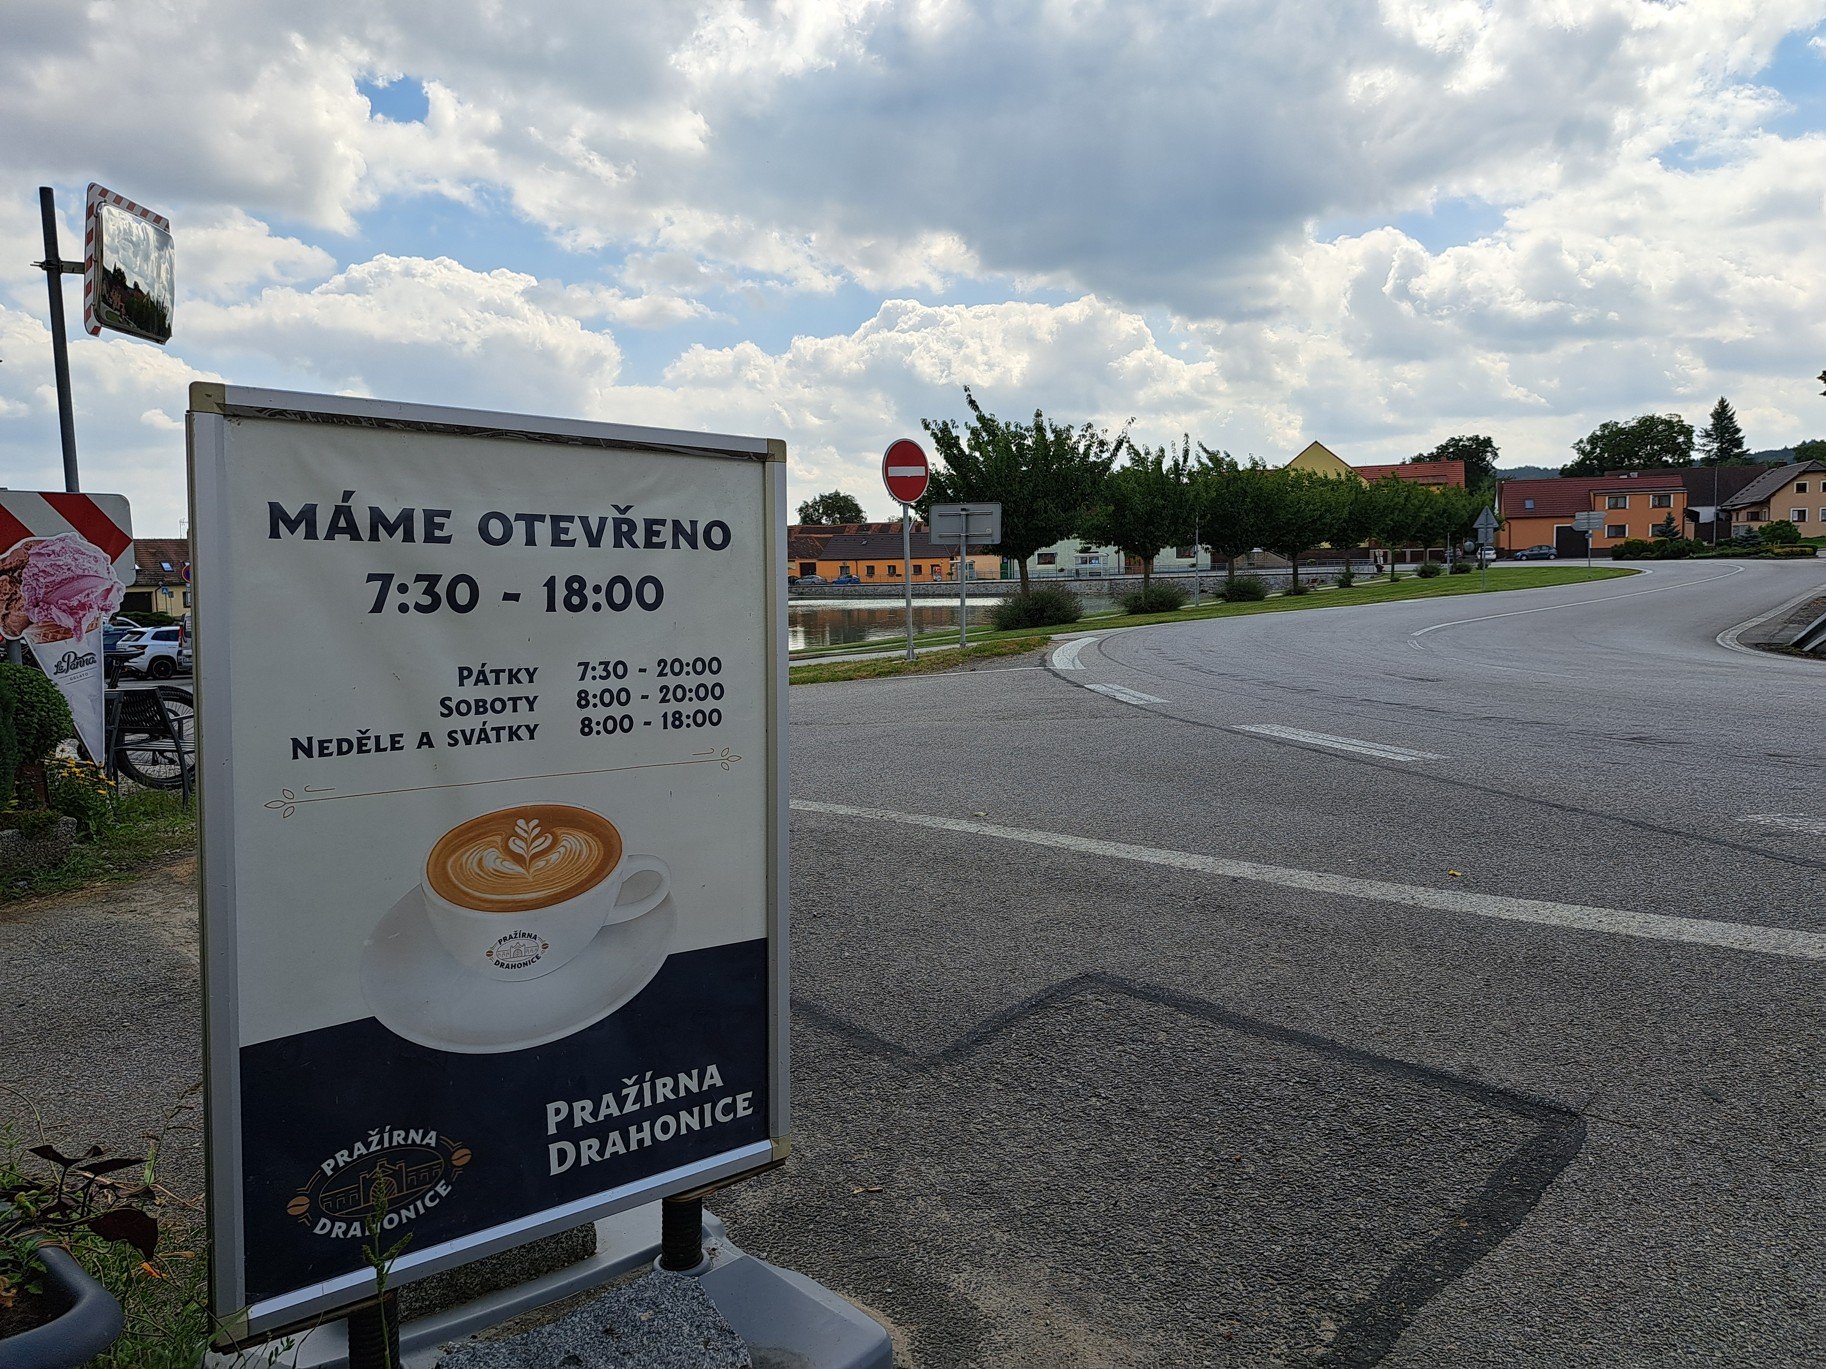 MÁME OTEVŘENO
7:30 - 18:00
PÁTKY 7:30 - 20:00
SOBOTY 8:00 - 20:00
NEDĚLE A SVÁTKY 8:00 - 18:00
PRAŽÍRNA
DRAHONICE
PRAŽÍRNA
DRAHONICE
PRAŽÍRNA
DRAHONICE
La Panna
GELATO